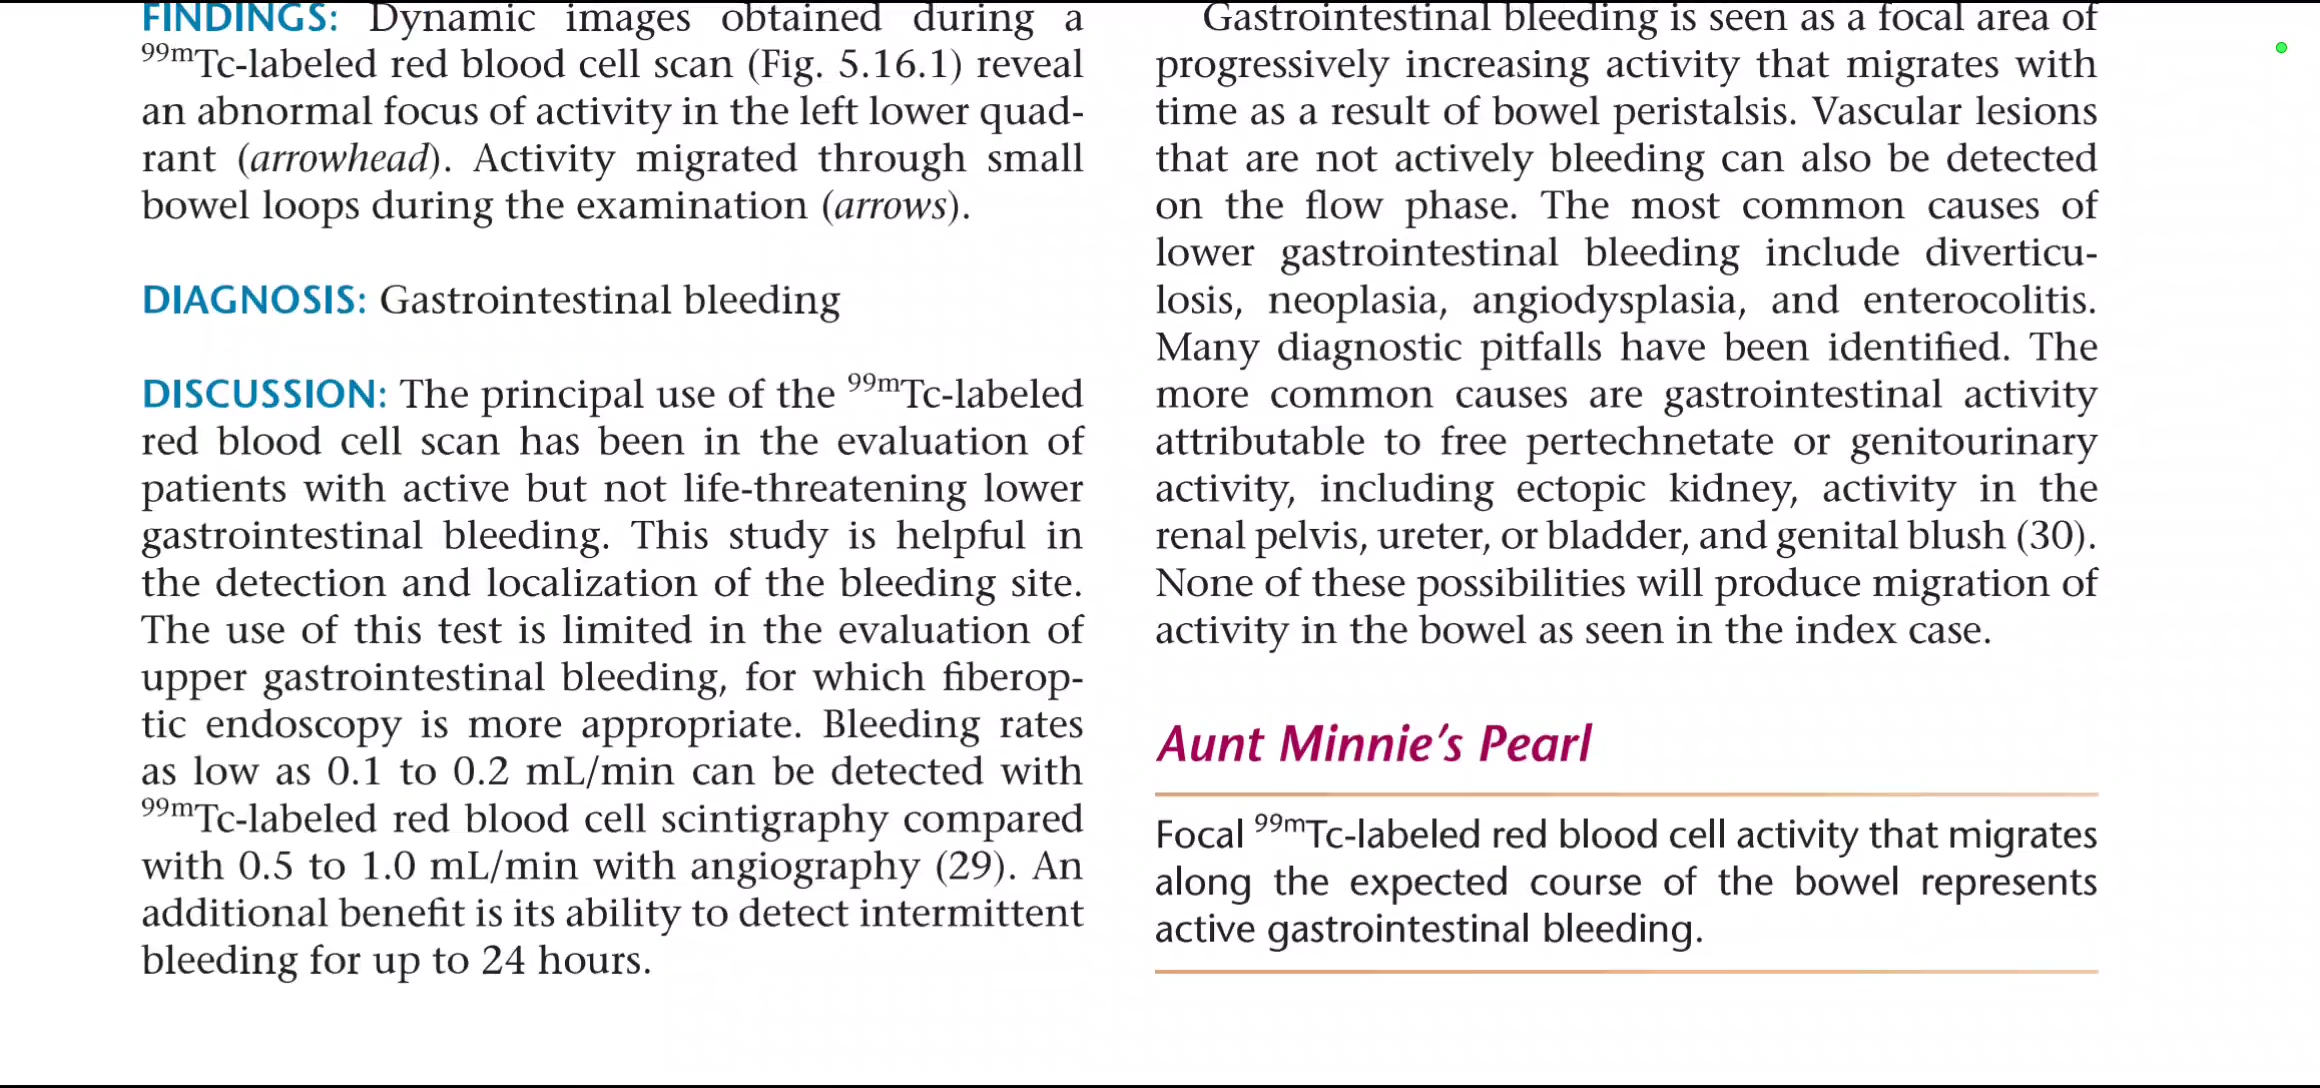 FINDINGS: Dynamic images obtained during a
99mTc-labeled red blood cell scan (Fig. 5.16.1) reveal
an abnormal focus of activity in the left lower quad-
rant (arrowhead). Activity migrated through small
bowel loops during the examination (arrows).
DIAGNOSIS: Gastrointestinal bleeding
DISCUSSION: The principal use of the 99mTc-labeled
red blood cell scan has been in the evaluation of
patients with active but not life-threatening lower
gastrointestinal bleeding. This study is helpful in
the detection and localization of the bleeding site.
The use of this test is limited in the evaluation of
upper gastrointestinal bleeding, for which fiberop-
tic endoscopy is more appropriate. Bleeding rates
as low as 0.1 to 0.2 mL/min can be detected with
99mTc-labeled red blood cell scintigraphy compared
with 0.5 to 1.0 mL/min with angiography (29). An
additional benefit is its ability to detect intermittent
bleeding for up to 24 hours.
Gastrointestinal bleeding is seen as a focal area of
progressively increasing activity that migrates with
time as a result of bowel peristalsis. Vascular lesions
that are not actively bleeding can also be detected
on the flow phase. The most common causes of
lower gastrointestinal bleeding include diverticu-
losis, neoplasia, angiodysplasia, and enterocolitis.
Many diagnostic pitfalls have been identified. The
more common causes are gastrointestinal activity
attributable to free pertechnetate or genitourinary
activity, including ectopic kidney, activity in the
renal pelvis, ureter, or bladder, and genital blush (30).
None of these possibilities will produce migration of
activity in the bowel as seen in the index case.
Aunt Minnie's Pearl
Focal 99mTc-labeled red blood cell activity that migrates
along the expected course of the bowel represents
active gastrointestinal bleeding.